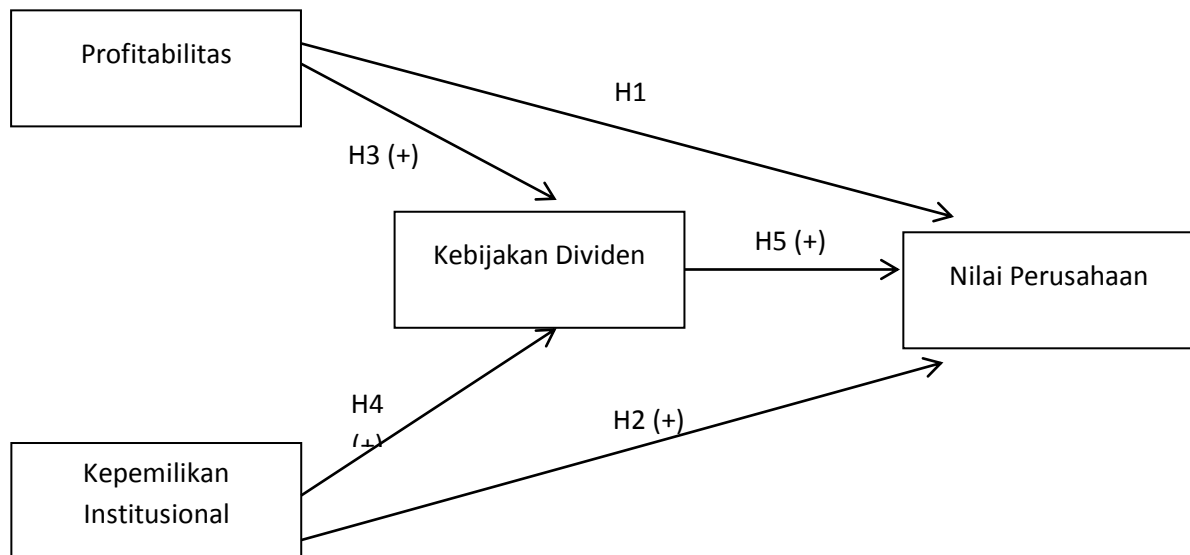 Profitabilitas
H1
H3 (+)
Kebijakan Dividen
H5 (+)
Nilai Perusahaan
H4
(+)
H2 (+)
Kepemilikan
Institusional